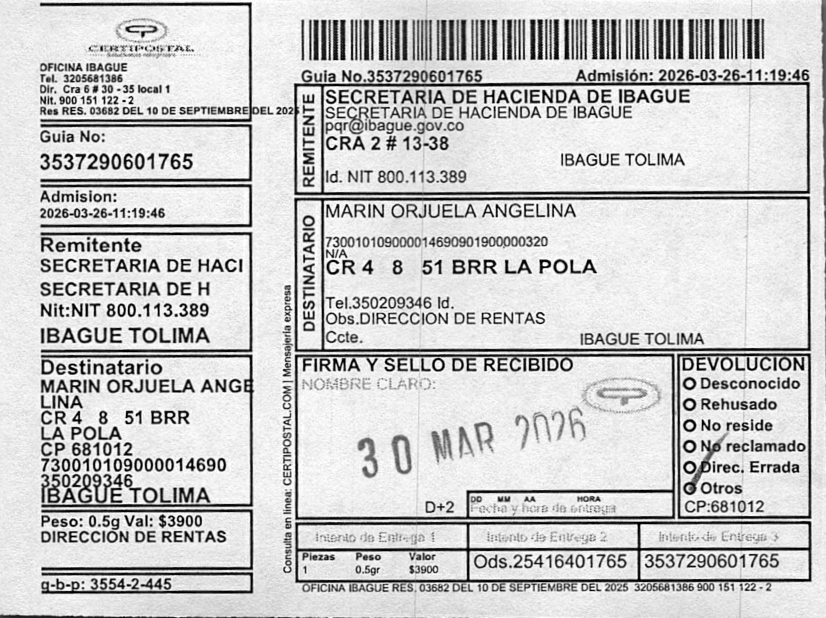 CERTIPOSTAL
OFICINA IBAGUE
Tel. 3205681386
Dir. Cra 6 # 30 - 35 local 1
Nit. 900 151 122 - 2
Res RES. 03682 DEL 10 DE SEPTIEMBRE DEL 2025
Guia No:
3537290601765
Admision:
2026-03-26-11:19:46
Remitente
SECRETARIA DE HACI
SECRETARIA DE H
Nit:NIT 800.113.389
IBAGUE TOLIMA
Destinatario
MARIN ORJUELA ANGE
LINA
CR 4 8 51 BRR
LA POLA
CP 681012
730010109000014690
350209346
IBAGUE TOLIMA
Peso: 0.5g Val: $3900
DIRECCION DE RENTAS
g-b-p: 3554-2-445
Consulta en linea: CERTIPOSTAL.COM | Mensajeria expresa
Guia No.3537290601765 Admisión: 2026-03-26-11:19:46
REMITENTE
SECRETARIA DE HACIENDA DE IBAGUE
SECRETARIA DE HACIENDA DE IBAGUE
pqr@ibague.gov.co
CRA 2 # 13-38
IBAGUE TOLIMA
Id. NIT 800.113.389
DESTINATARIO
MARIN ORJUELA ANGELINA
730010109000014690901900000320
N/A
CR 4 8 51 BRR LA POLA
Tel.350209346 Id.
Obs.DIRECCION DE RENTAS
Ccte. IBAGUE TOLIMA
FIRMA Y SELLO DE RECIBIDO
NOMBRE CLARO:
30 MAR 2026
D+2
DD MM AA HORA
Fecha y hora de entrega
DEVOLUCION
Desconocido
Rehusado
No reside
No reclamado
Direc. Errada
Otros
CP:681012
Intento de Entrega 1 Intento de Entrega 2 Intento de Entrega 3
Piezas Peso Valor
1 0.5gr $3900
Ods.25416401765 3537290601765
OFICINA IBAGUE RES. 03682 DEL 10 DE SEPTIEMBRE DEL 2025 3205681386 900 151 122 - 2